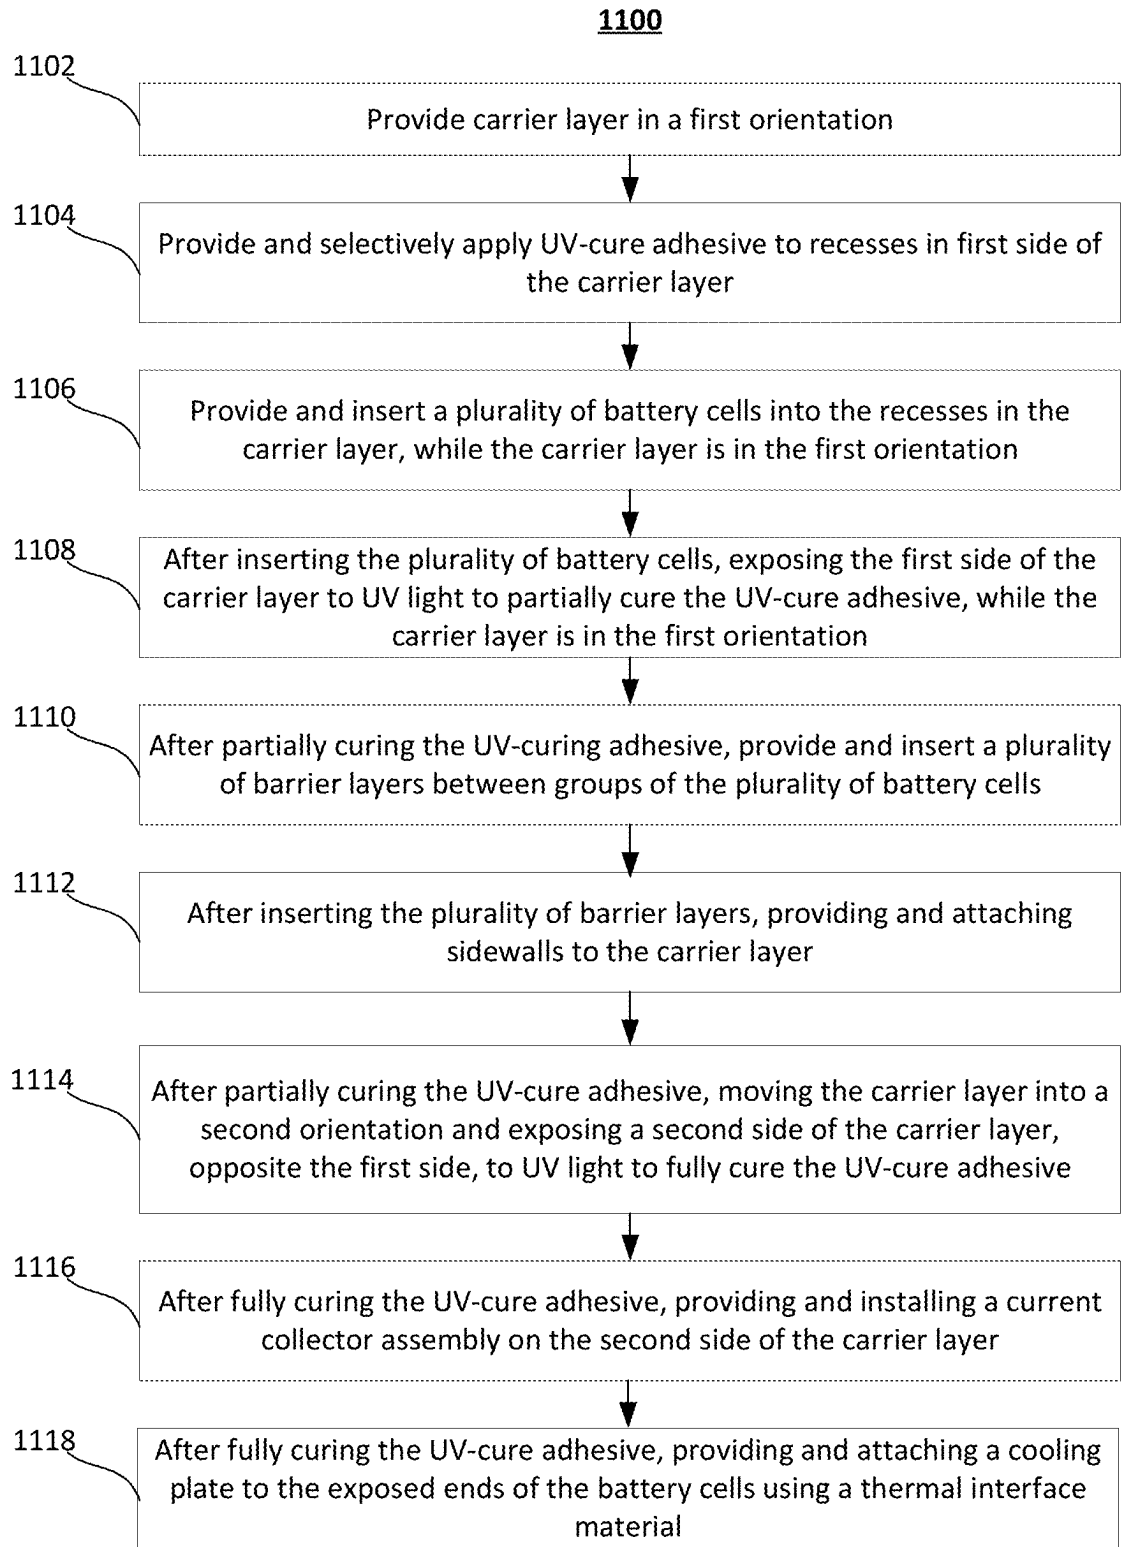 1100
1102
Provide carrier layer in a first orientation
1104
Provide and selectively apply UV-cure adhesive to recesses in first side of
the carrier layer
1106
Provide and insert a plurality of battery cells into the recesses in the
carrier layer, while the carrier layer is in the first orientation
1108
After inserting the plurality of battery cells, exposing the first side of the
carrier layer to UV light to partially cure the UV-cure adhesive, while the
carrier layer is in the first orientation
1110
After partially curing the UV-curing adhesive, provide and insert a plurality
of barrier layers between groups of the plurality of battery cells
1112
After inserting the plurality of barrier layers, providing and attaching
sidewalls to the carrier layer
1114
After partially curing the UV-cure adhesive, moving the carrier layer into a
second orientation and exposing a second side of the carrier layer,
opposite the first side, to UV light to fully cure the UV-cure adhesive
1116
After fully curing the UV-cure adhesive, providing and installing a current
collector assembly on the second side of the carrier layer
1118
After fully curing the UV-cure adhesive, providing and attaching a cooling
plate to the exposed ends of the battery cells using a thermal interface
material